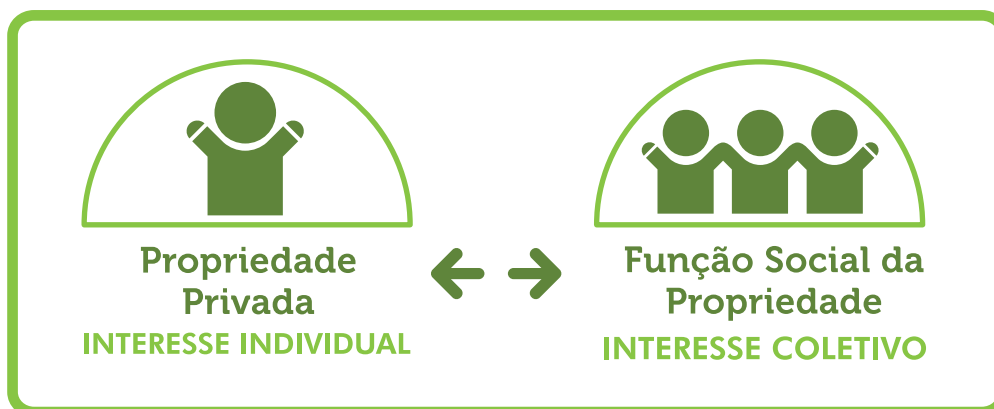 Propriedade
Privada
INTERESSE INDIVIDUAL
Função Social da
Propriedade
INTERESSE COLETIVO